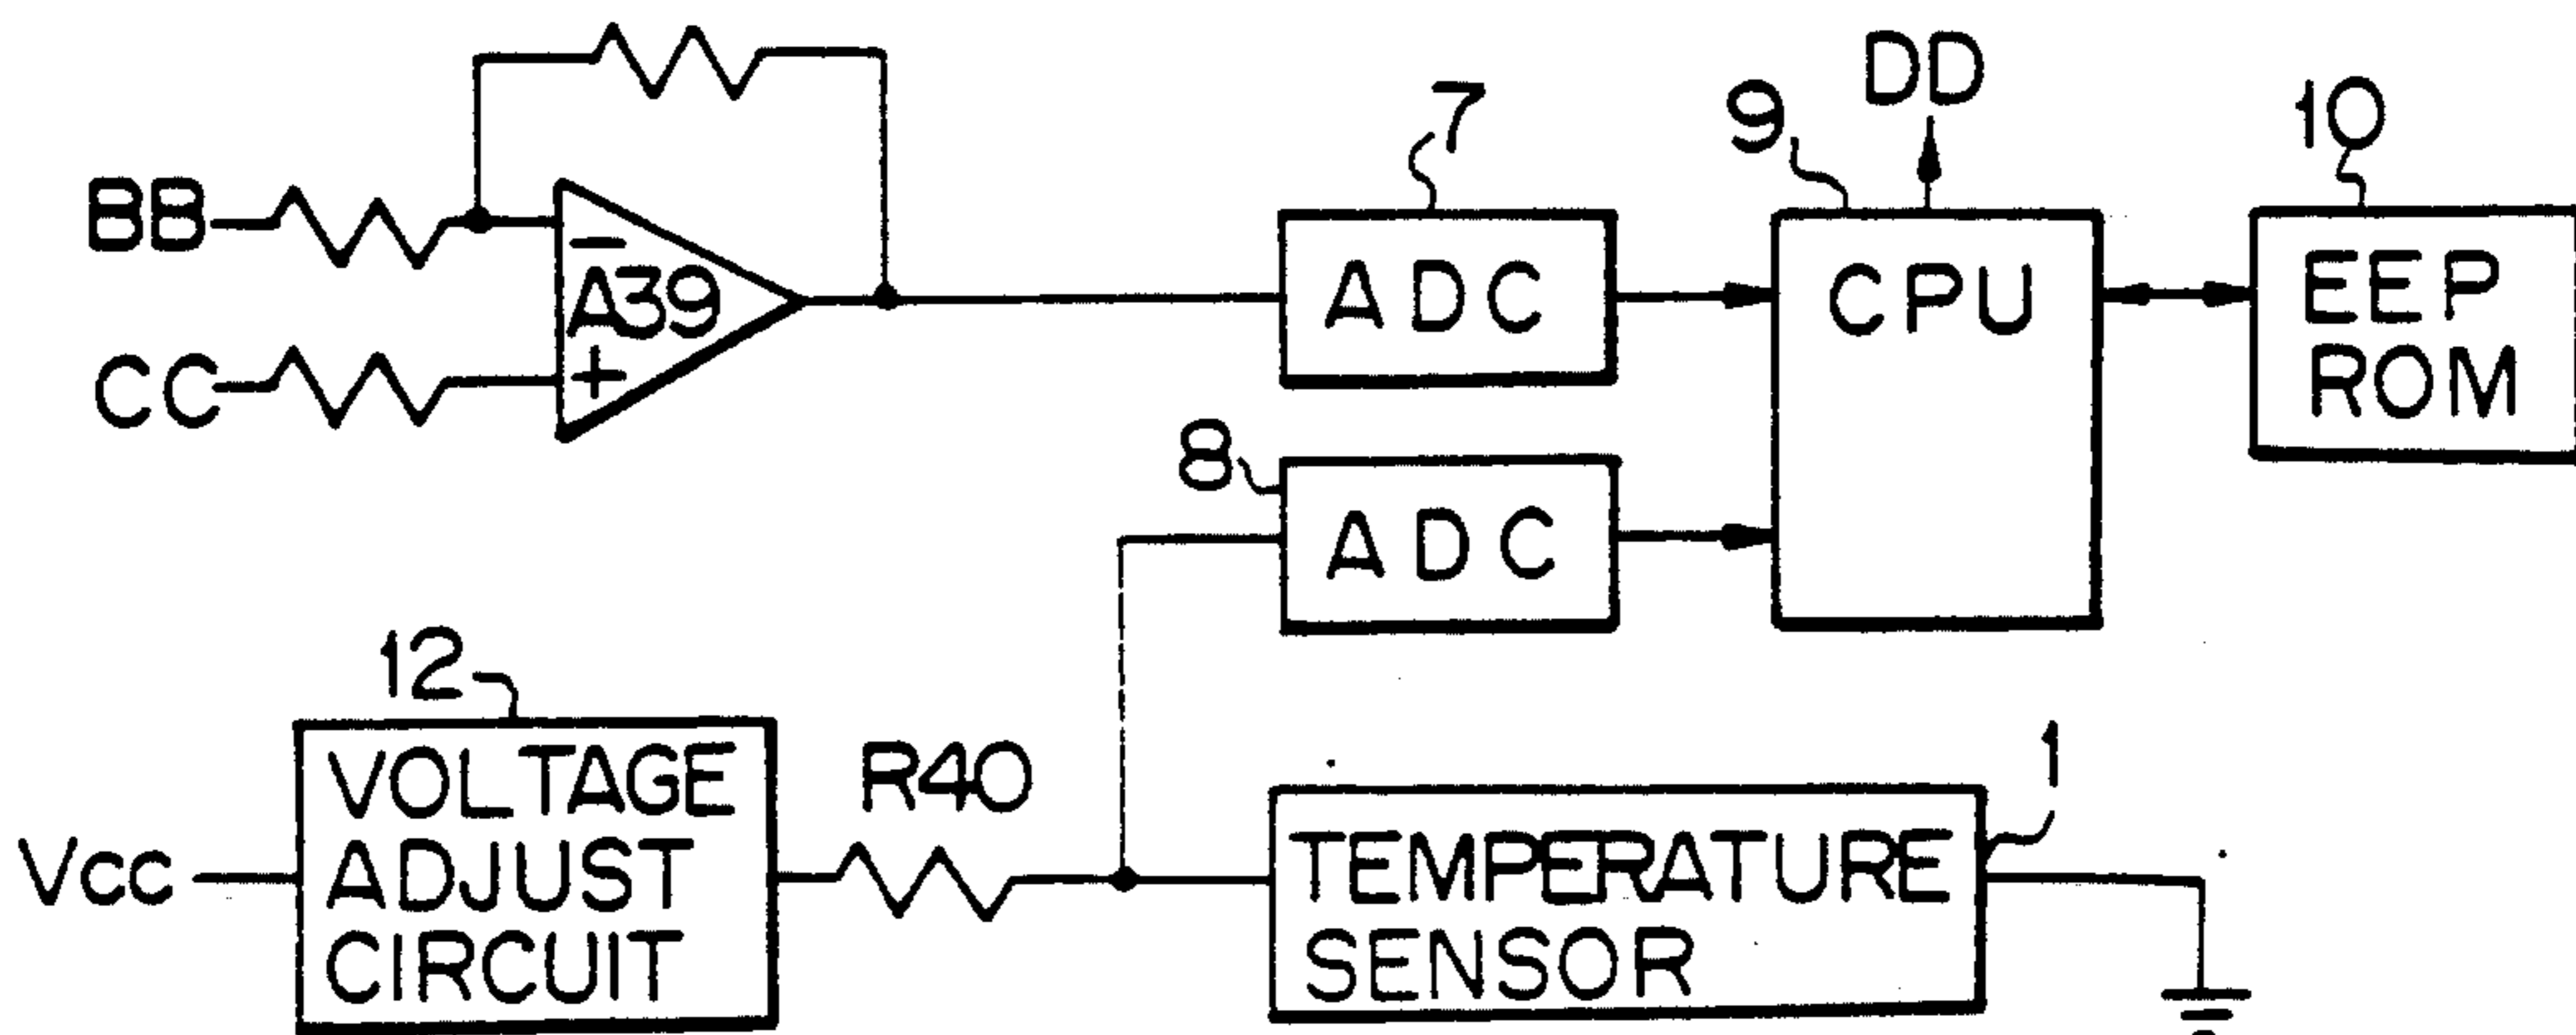 DD
7
9
10
BB
-
A39
+
CC
ADC
CPU
EEP
ROM
8
ADC
12
VOLTAGE
ADJUST
CIRCUIT
R40
1
Vcc
TEMPERATURE
SENSOR